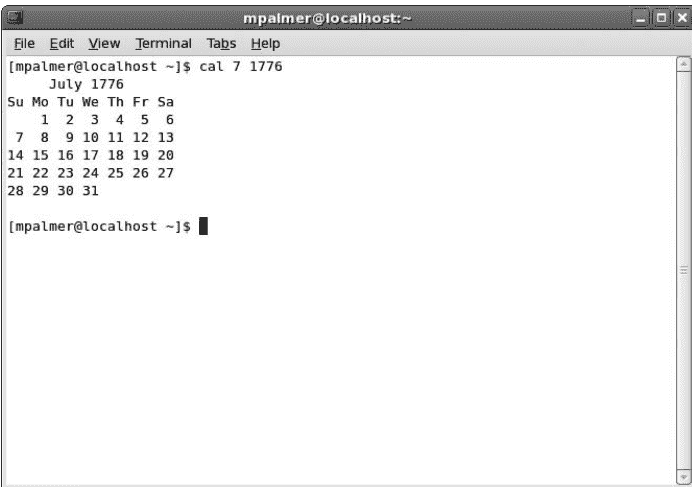 mpalmer@localhost:~
File Edit View Terminal Tabs Help
[mpalmer@localhost ~]$ cal 7 1776
     July 1776
Su Mo Tu We Th Fr Sa
    1  2  3  4  5  6
 7  8  9 10 11 12 13
14 15 16 17 18 19 20
21 22 23 24 25 26 27
28 29 30 31
[mpalmer@localhost ~]$